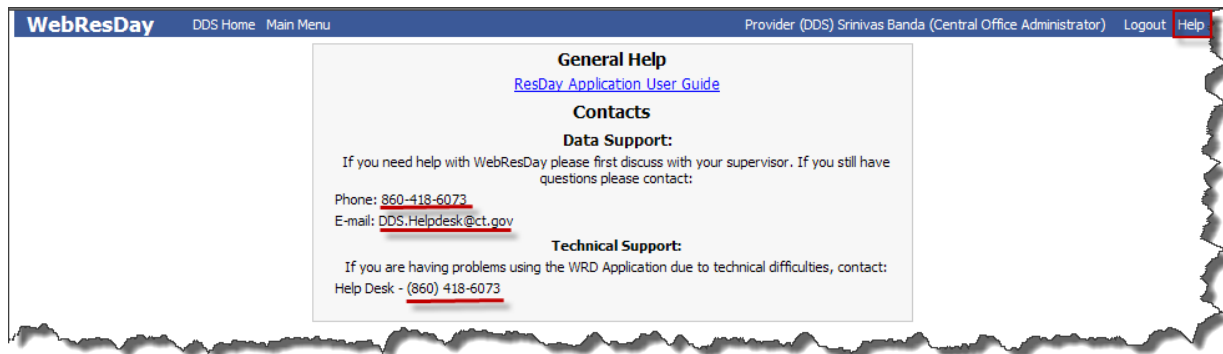 WebResDay DDS Home Main Menu Provider (DDS) Srinivas Banda (Central Office Administrator) Logout Help
General Help
ResDay Application User Guide
Contacts
Data Support:
If you need help with WebResDay please first discuss with your supervisor. If you still have
questions please contact:
Phone: 860-418-6073
E-mail: DDS.Helpdesk@ct.gov
Technical Support:
If you are having problems using the WRD Application due to technical difficulties, contact:
Help Desk - (860) 418-6073